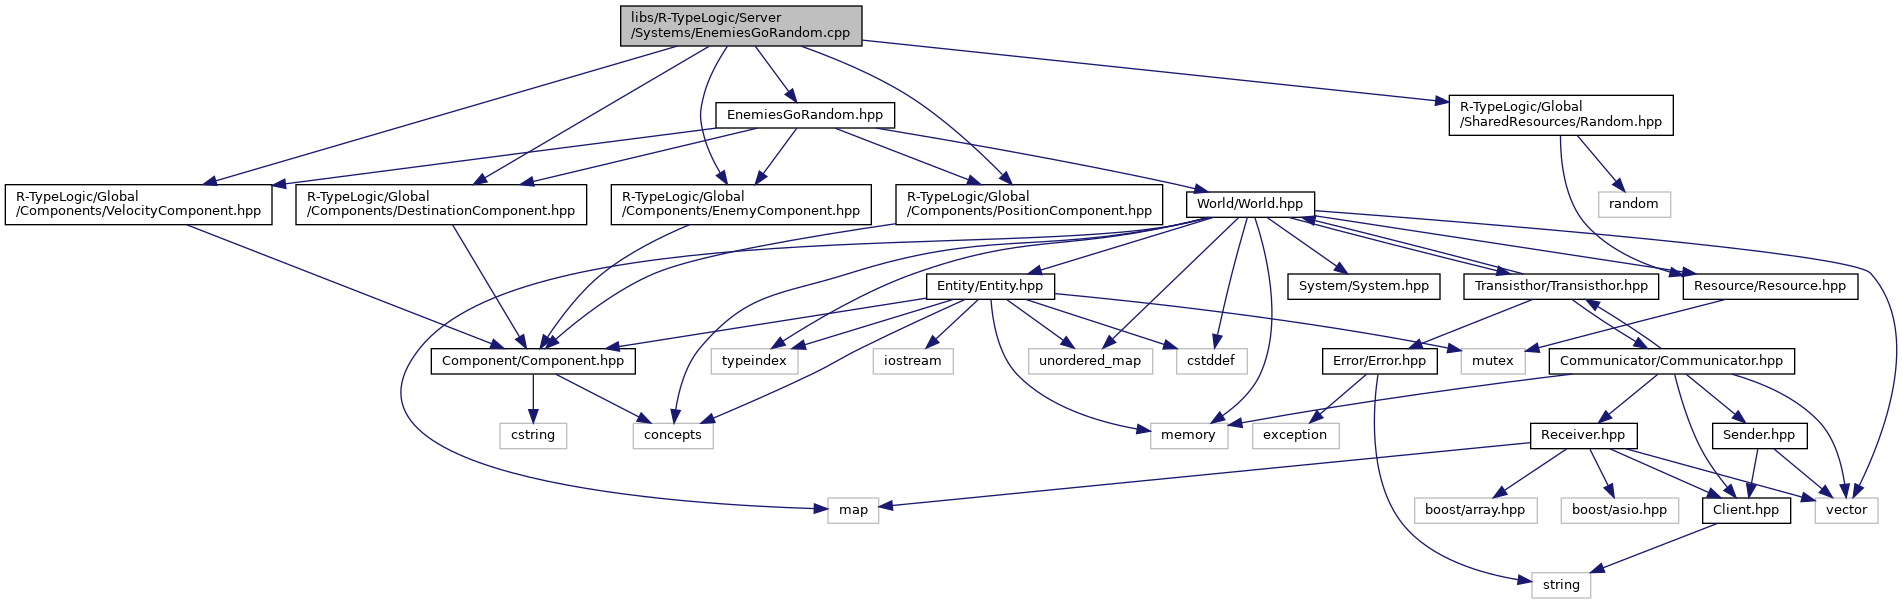 libs/R-TypeLogic/Server
/Systems/EnemiesGoRandom.cpp
EnemiesGoRandom.hpp
R-TypeLogic/Global
/SharedResources/Random.hpp
R-TypeLogic/Global
/Components/VelocityComponent.hpp
R-TypeLogic/Global
/Components/DestinationComponent.hpp
R-TypeLogic/Global
/Components/EnemyComponent.hpp
R-TypeLogic/Global
/Components/PositionComponent.hpp
World/World.hpp
random
Entity/Entity.hpp
System/System.hpp
Transisthor/Transisthor.hpp
Resource/Resource.hpp
Component/Component.hpp
typeindex
iostream
unordered_map
cstddef
Error/Error.hpp
mutex
Communicator/Communicator.hpp
cstring
concepts
memory
exception
Receiver.hpp
Sender.hpp
map
boost/array.hpp
boost/asio.hpp
Client.hpp
vector
string